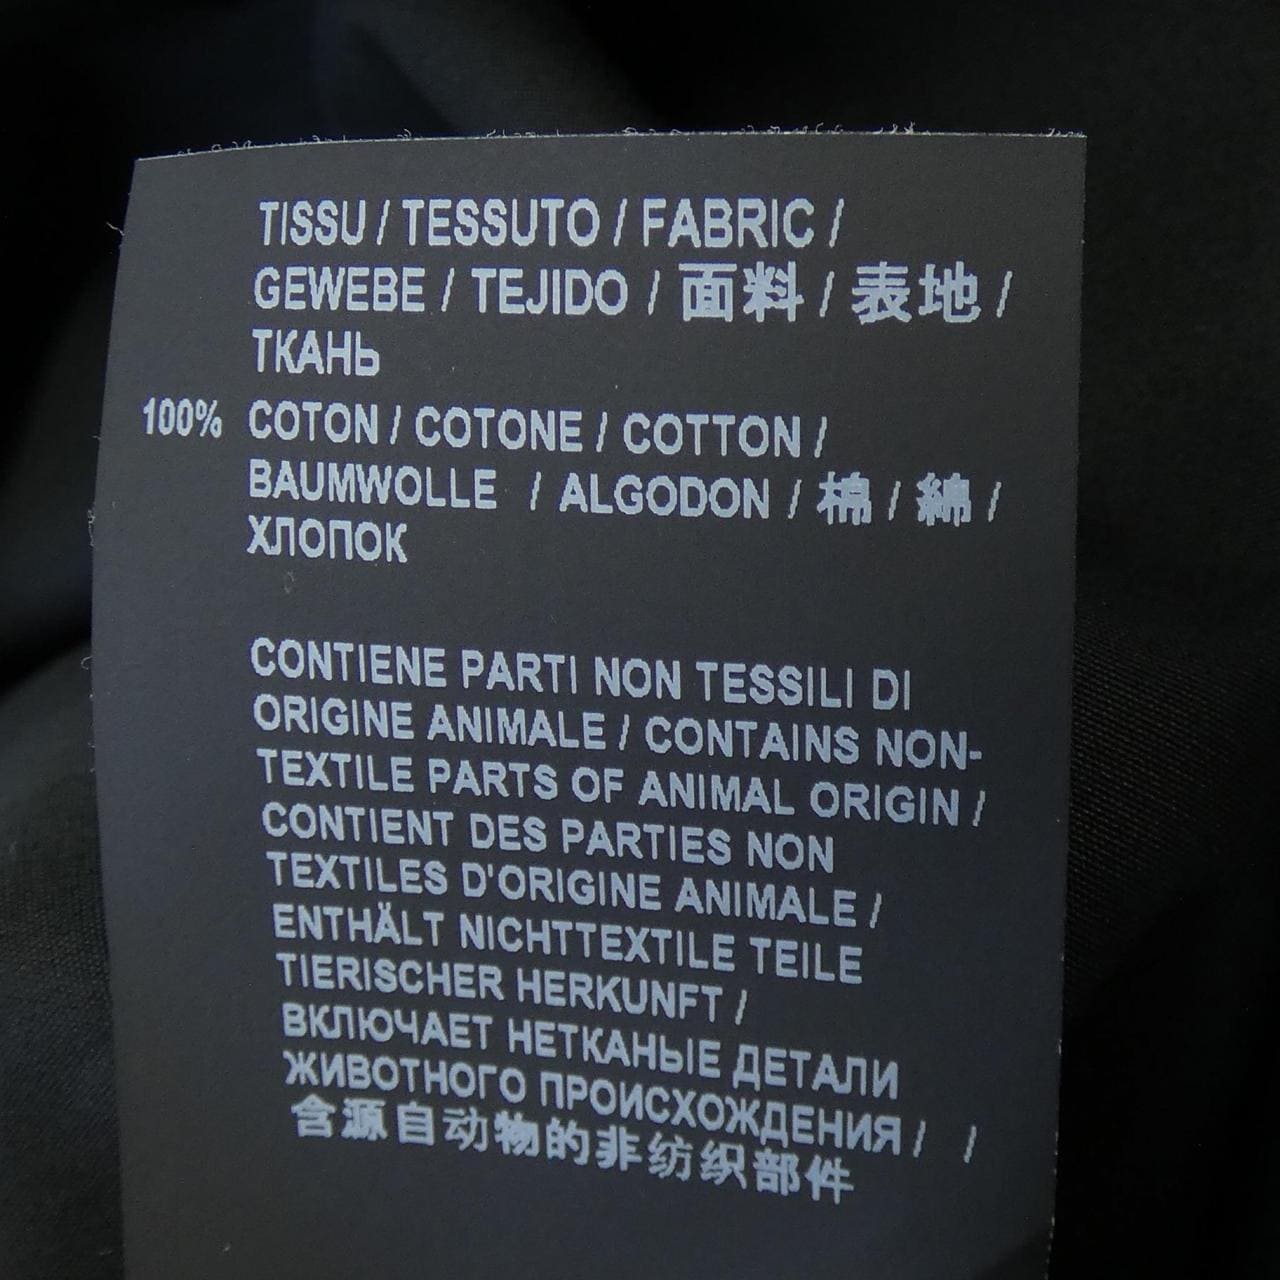 TISSU / TESSUTO / FABRIC /
GEWEBE / TEJIDO / 面料 / 表地 /
ТКАНЬ
100% COTON / COTONE / COTTON /
BAUMWOLLE / ALGODON / 棉 / 綿 /
ХЛОПОК
CONTIENE PARTI NON TESSILI DI
ORIGINE ANIMALE / CONTAINS NON-
TEXTILE PARTS OF ANIMAL ORIGIN /
CONTIENT DES PARTIES NON
TEXTILES D'ORIGINE ANIMALE /
ENTHÄLT NICHTTEXTILE TEILE
TIERISCHER HERKUNFT /
ВКЛЮЧАЕТ НЕТКАНЫЕ ДЕТАЛИ
ЖИВОТНОГО ПРОИСХОЖДЕНИЯ / /
含源自动物的非纺织部件